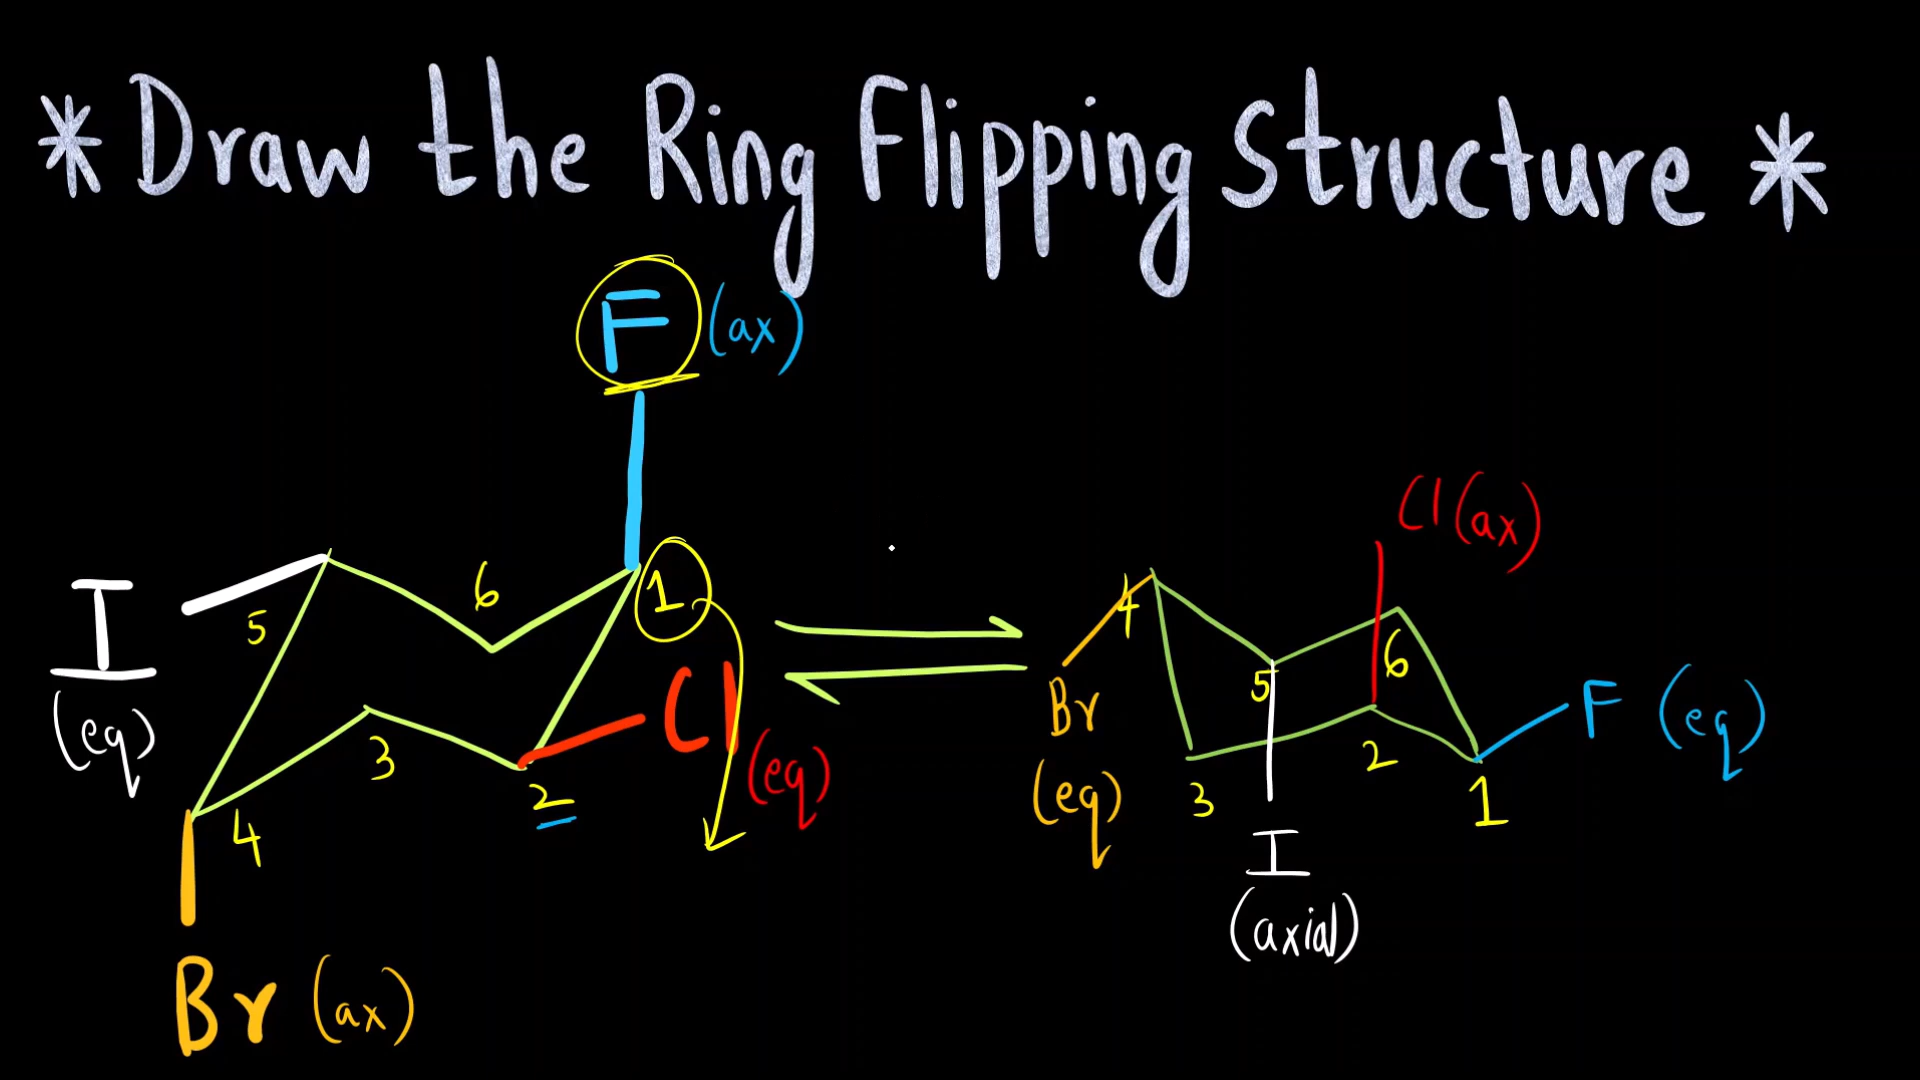 * Draw the Ring Flipping Structure *
F (ax)
Cl (ax)
I
(eq)
5
6
1
3
4
2
Cl
(eq)
Br (ax)
4
Br
(eq)
5
6
3
2
1
F (eq)
I
(axial)